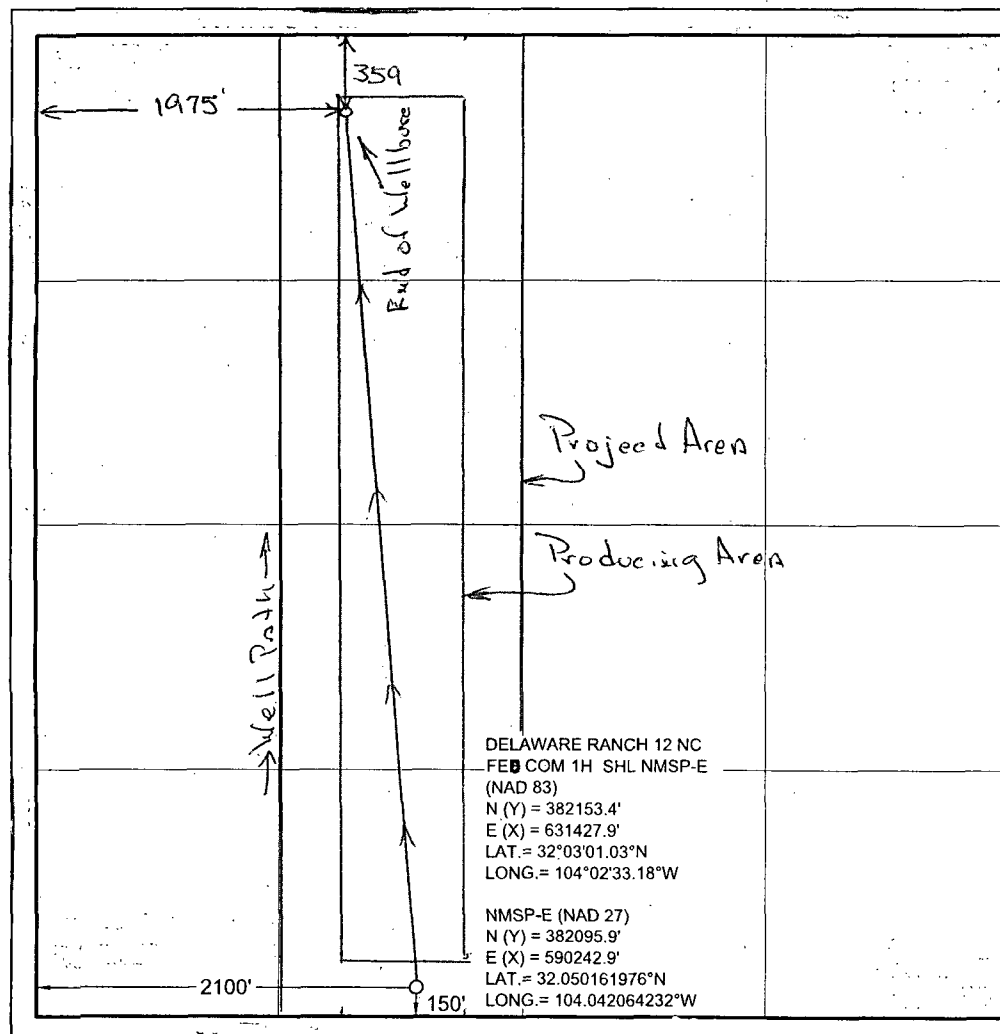 359
1975'
End of Wellbore
Project Area
Producing Area
Well Path
DELAWARE RANCH 12 NC
FED COM 1H SHL NMSP-E
(NAD 83)
N (Y) = 382153.4'
E (X) = 631427.9'
LAT.= 32°03'01.03"N
LONG.= 104°02'33.18"W
NMSP-E (NAD 27)
N (Y) = 382095.9'
E (X) = 590242.9'
LAT.= 32.050161976°N
LONG.= 104.042064232°W
2100'
150'